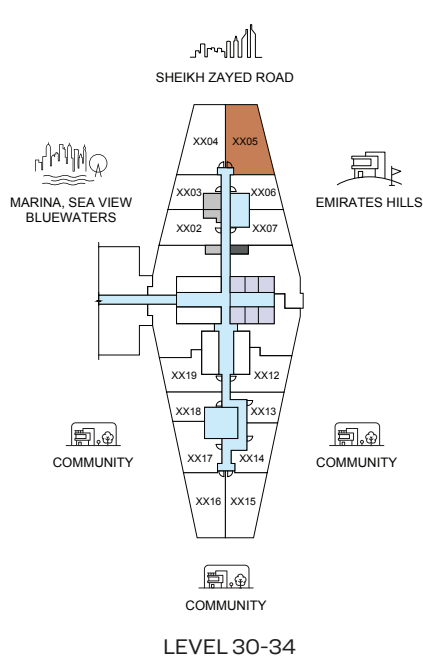 SHEIKH ZAYED ROAD
XX04 XX05
MARINA, SEA VIEW
BLUEWATERS
XX03 XX06
EMIRATES HILLS
XX02 XX07
XX19 XX12
XX18 XX13
COMMUNITY
XX17 XX14
COMMUNITY
XX16 XX15
COMMUNITY
LEVEL 30-34